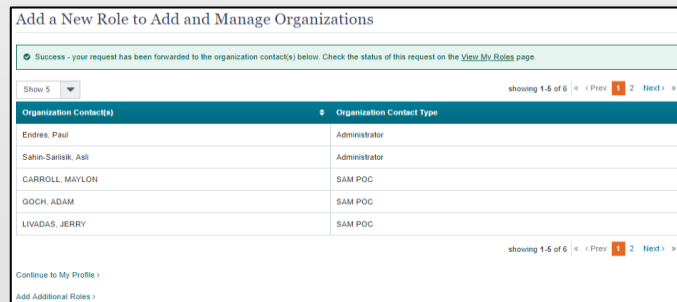 Add a New Role to Add and Manage Organizations
Success - your request has been forwarded to the organization contact(s) below. Check the status of this request on the View My Roles page.
Show 5 showing 1-5 of 6 « ‹ Prev 1 2 Next › »
Organization Contact(s) Organization Contact Type
Endres, Paul Administrator
Sahin-Sariisik, Asli Administrator
CARROLL, MAYLON SAM POC
GOCH, ADAM SAM POC
LIVADAS, JERRY SAM POC
showing 1-5 of 6 « ‹ Prev 1 2 Next › »
Continue to My Profile ›
Add Additional Roles ›